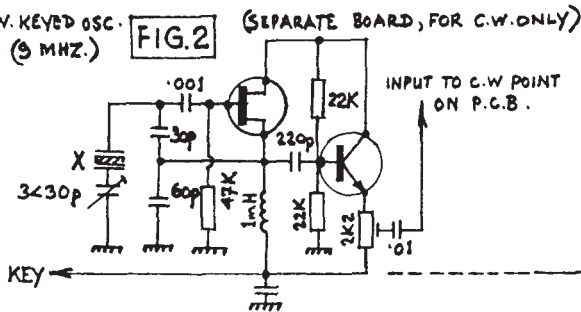 V. KEYED OSC.
(9 MHZ.)
FIG.2
(SEPARATE BOARD, FOR C.W. ONLY)
INPUT TO C.W POINT
ON P.C.B.
.001
22K
30p
220p
X
3<30p
60p
47K
1mH
22K
2K2
.01
KEY